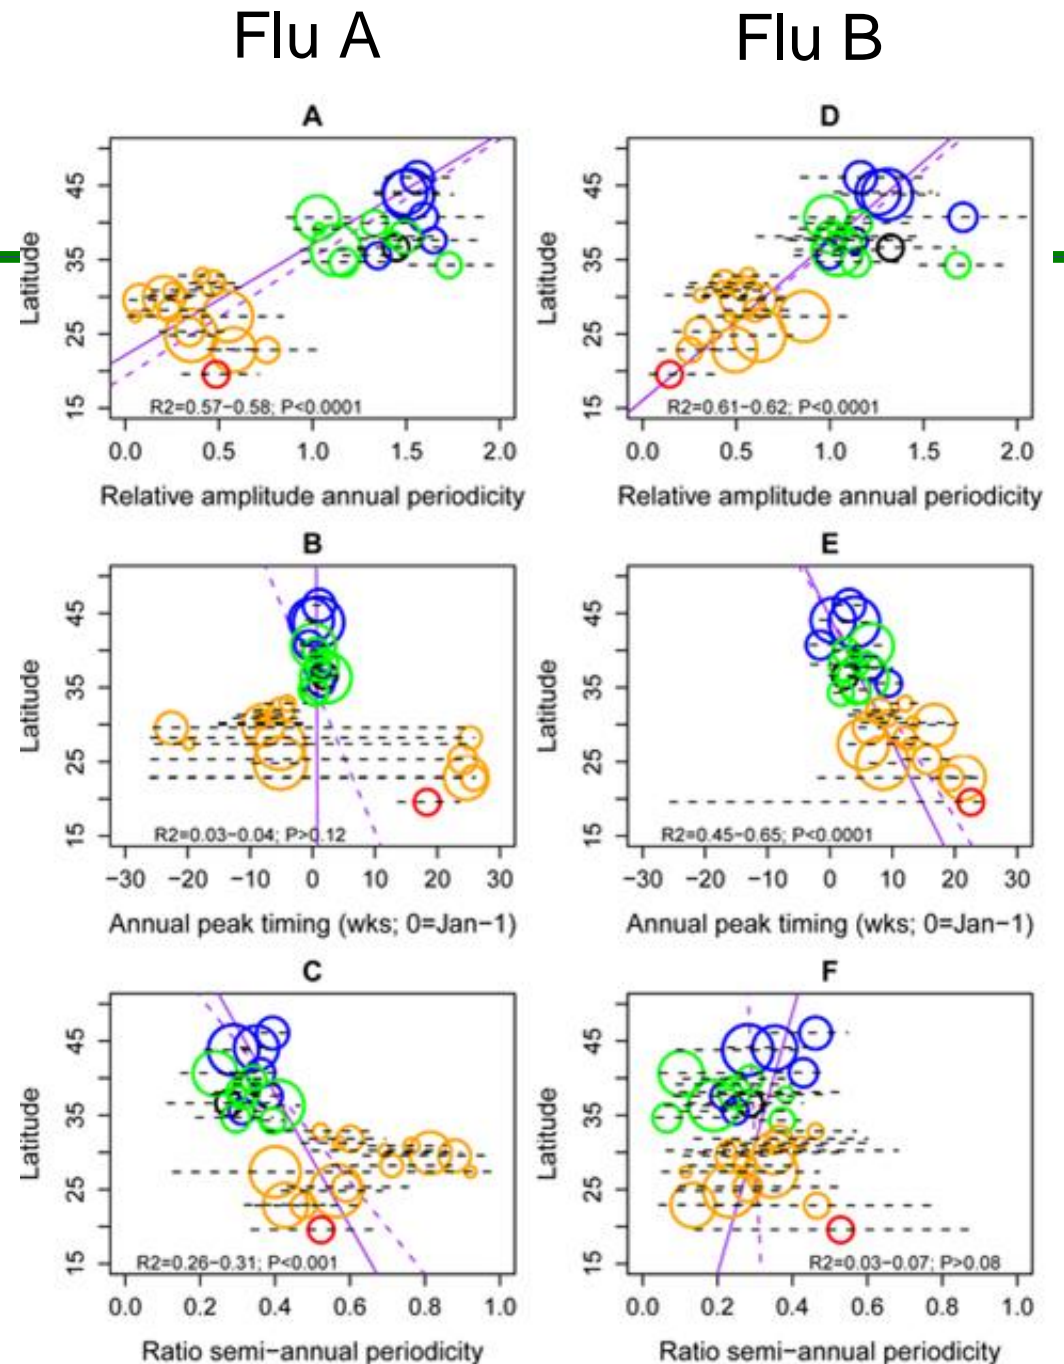 Flu A
Flu B
A
45
35
25
15
Latitude
R2=0.57−0.58; P<0.0001
0.0 0.5 1.0 1.5 2.0
Relative amplitude annual periodicity
D
45
35
25
15
Latitude
R2=0.61−0.62; P<0.0001
0.0 0.5 1.0 1.5 2.0
Relative amplitude annual periodicity
B
45
35
25
15
Latitude
R2=0.03−0.04; P>0.12
−30 −20 −10 0 10 20 30
Annual peak timing (wks; 0=Jan−1)
E
45
35
25
15
Latitude
R2=0.45−0.65; P<0.0001
−30 −20 −10 0 10 20 30
Annual peak timing (wks; 0=Jan−1)
C
45
35
25
15
Latitude
R2=0.26−0.31; P<0.001
0.0 0.2 0.4 0.6 0.8 1.0
Ratio semi−annual periodicity
F
45
35
25
15
Latitude
R2=0.03−0.07; P>0.08
0.0 0.2 0.4 0.6 0.8 1.0
Ratio semi−annual periodicity